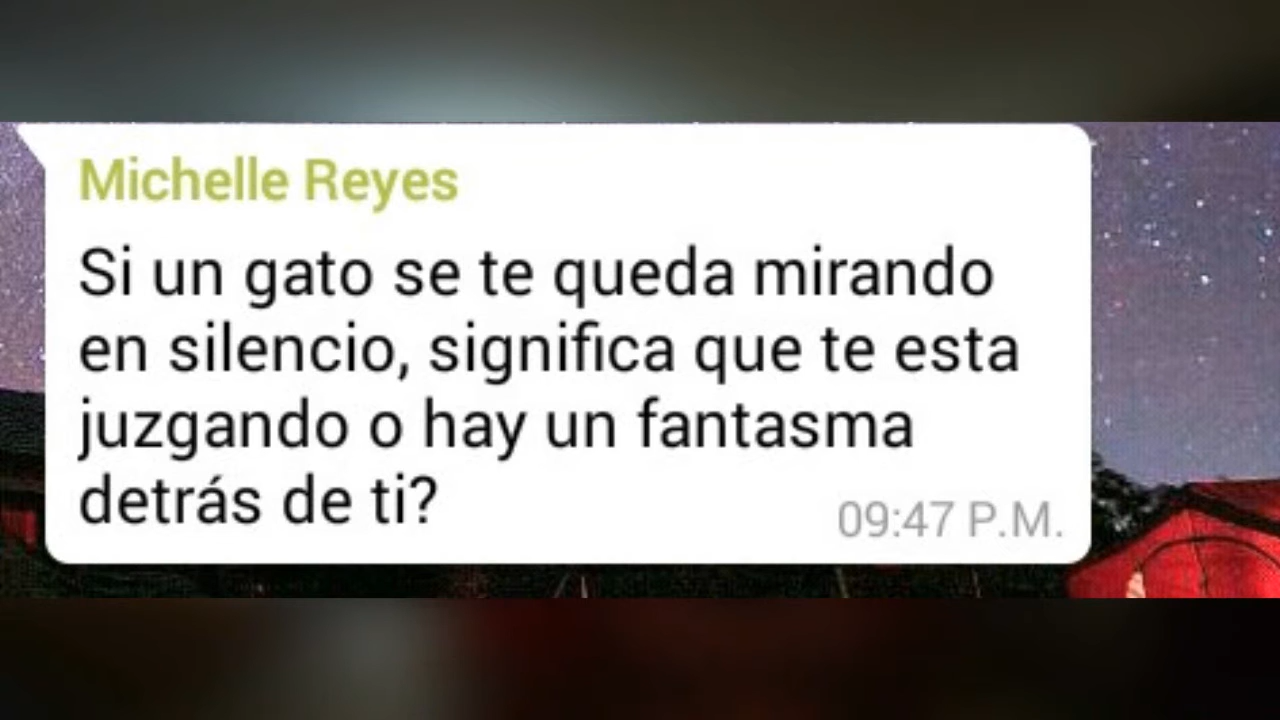 Michelle Reyes
Si un gato se te queda mirando
en silencio, significa que te esta
juzgando o hay un fantasma
detrás de ti?
09:47 P.M.